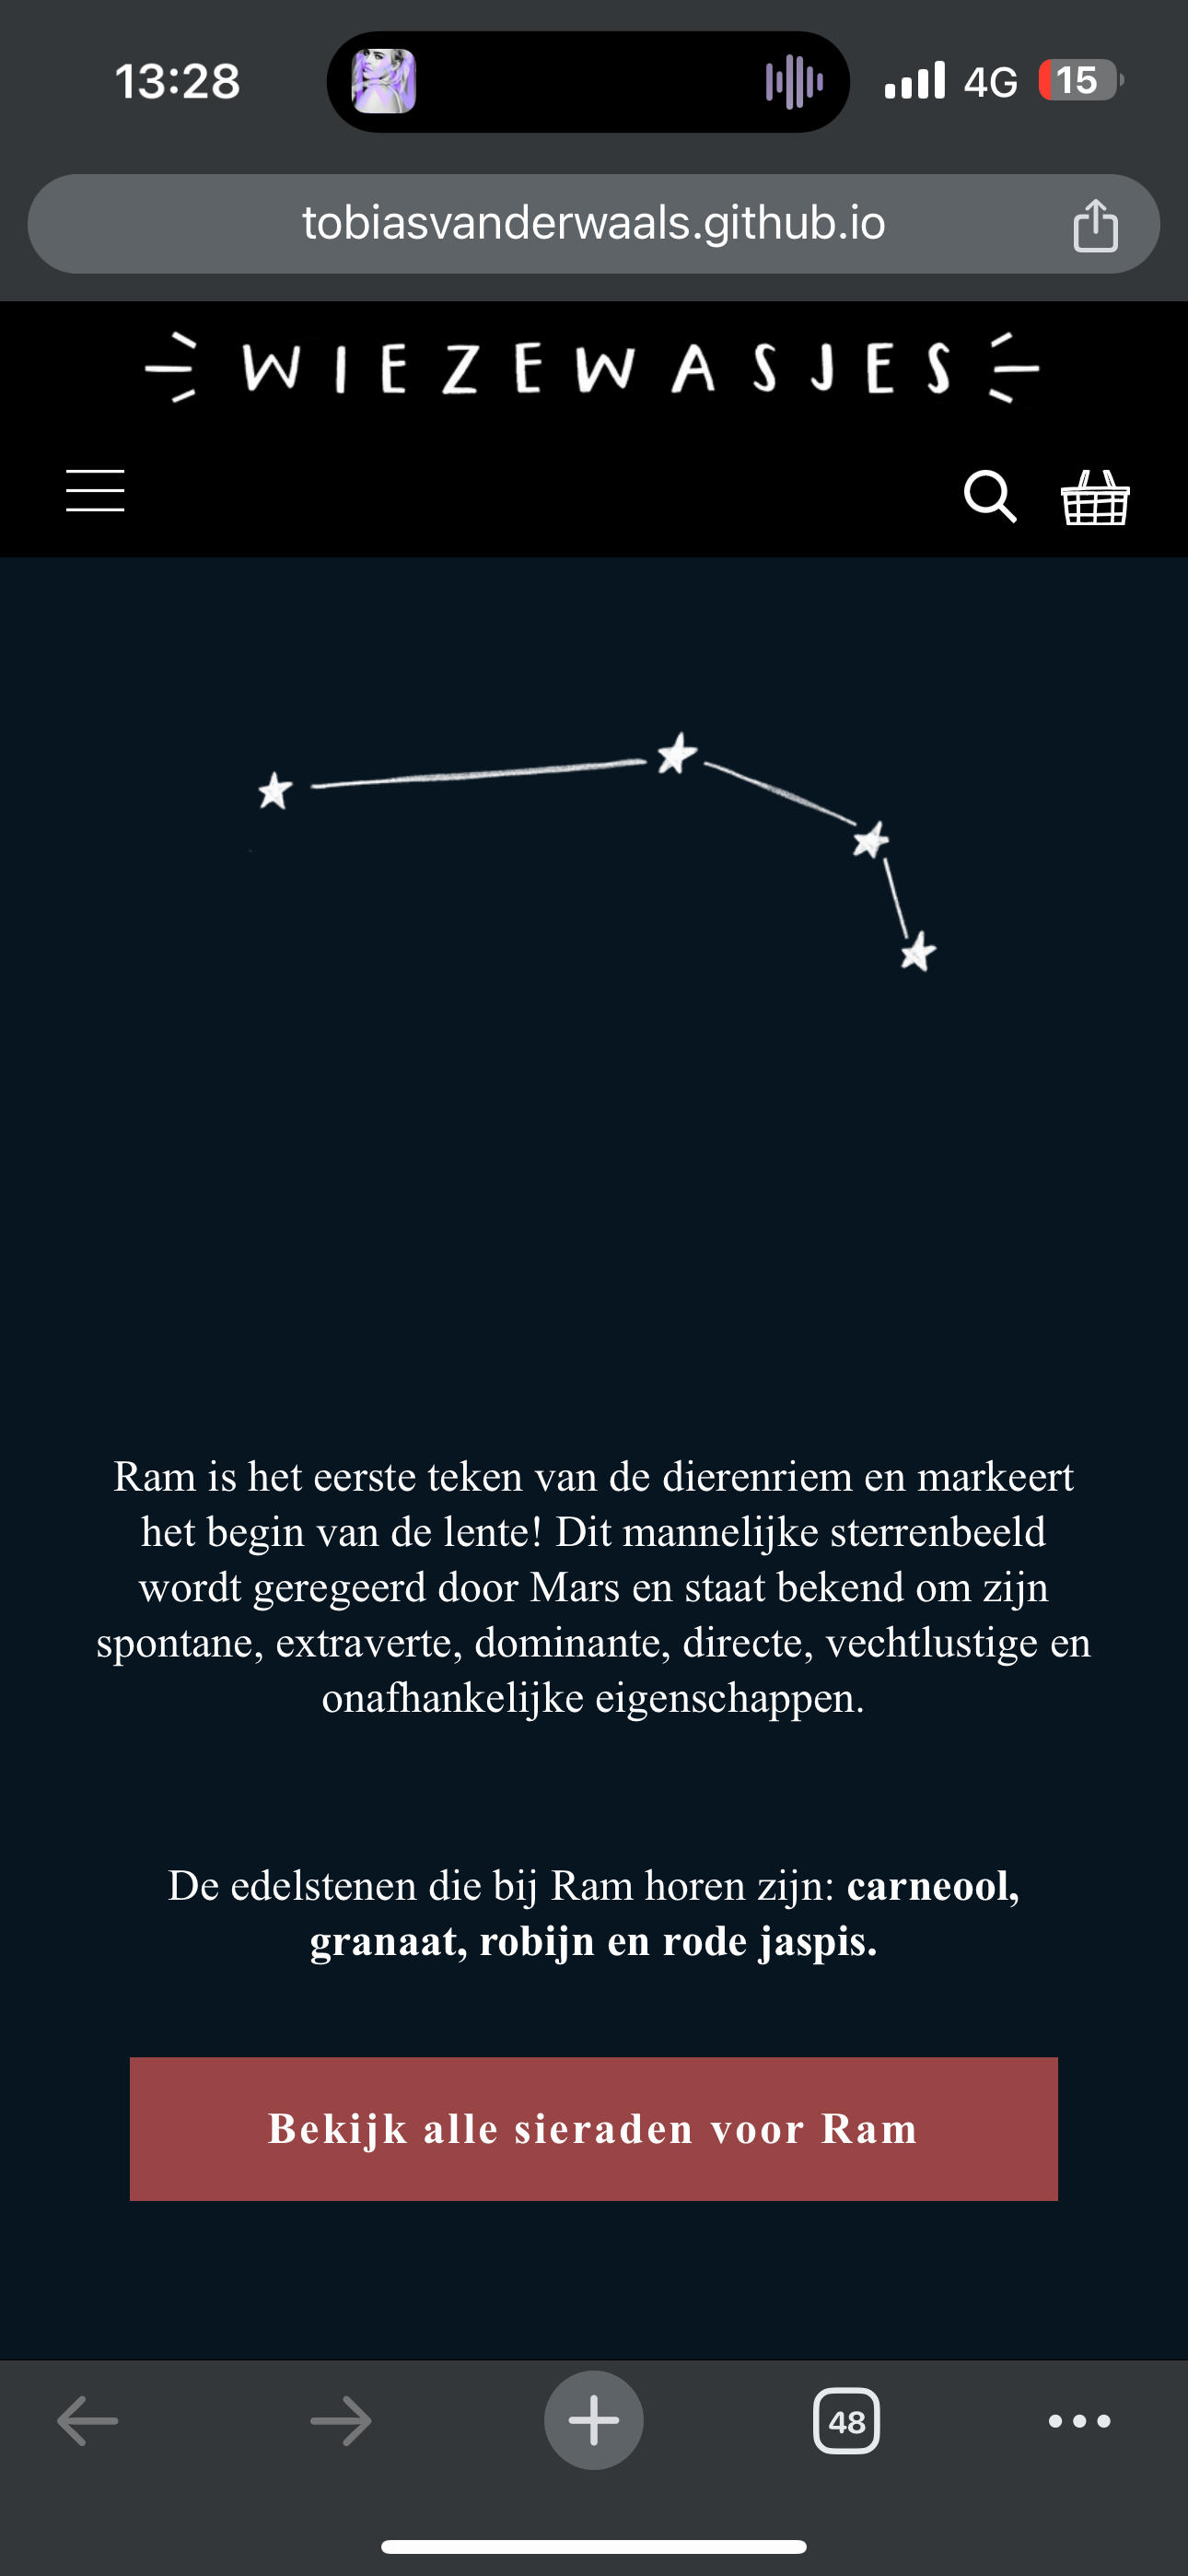 13:28
4G
15
tobiasvanderwaals.github.io
WIEZEWASJES
Ram is het eerste teken van de dierenriem en markeert
het begin van de lente! Dit mannelijke sterrenbeeld
wordt geregeerd door Mars en staat bekend om zijn
spontane, extraverte, dominante, directe, vechtlustige en
onafhankelijke eigenschappen.
De edelstenen die bij Ram horen zijn: carneool,
granaat, robijn en rode jaspis.
Bekijk alle sieraden voor Ram
48